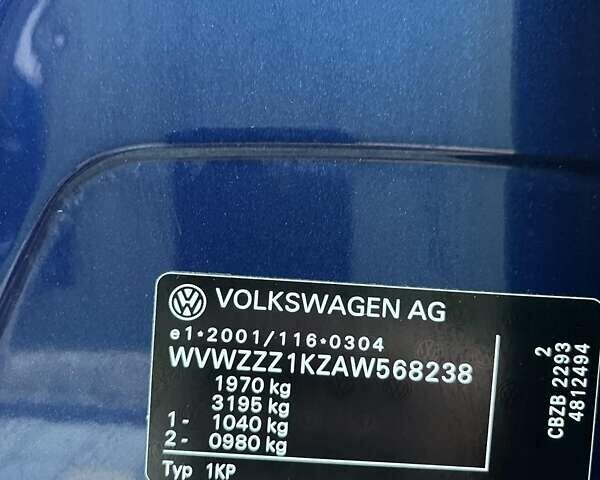 VOLKSWAGEN AG
e1*2001/116*0304
WVWZZZ1KZAW568238
1970 kg
3195 kg
1- 1040 kg
2- 0980 kg
Typ 1KP
2
CBZB 2293
4812494